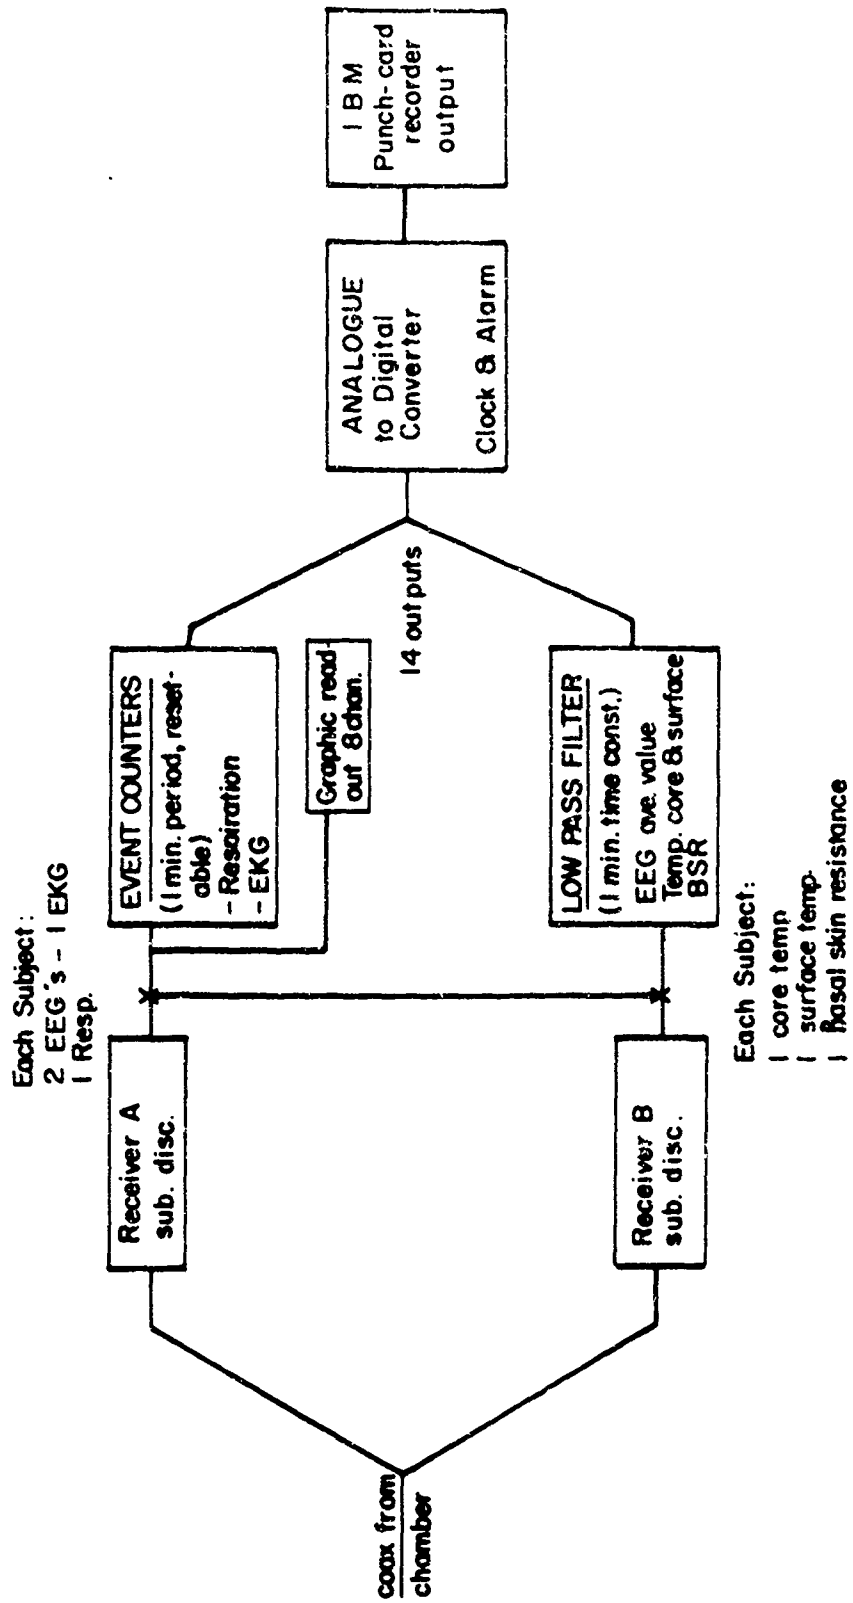 coax from
chamber
Receiver A
sub. disc.
Receiver B
sub. disc.
Each Subject:
2 EEG's - 1 EKG
1 Resp.
Each Subject:
1 core temp
1 surface temp.
1 Basal skin resistance
EVENT COUNTERS
(1 min. period, reset-
able)
- Respiration
- EKG
Graphic read-
out 8chan.
LOW PASS FILTER
(1 min. time const.)
EEG ave. value
Temp. core & surface
BSR
14 outputs
ANALOGUE
to Digital
Converter
Clock & Alarm
IBM
Punch-card
recorder
output